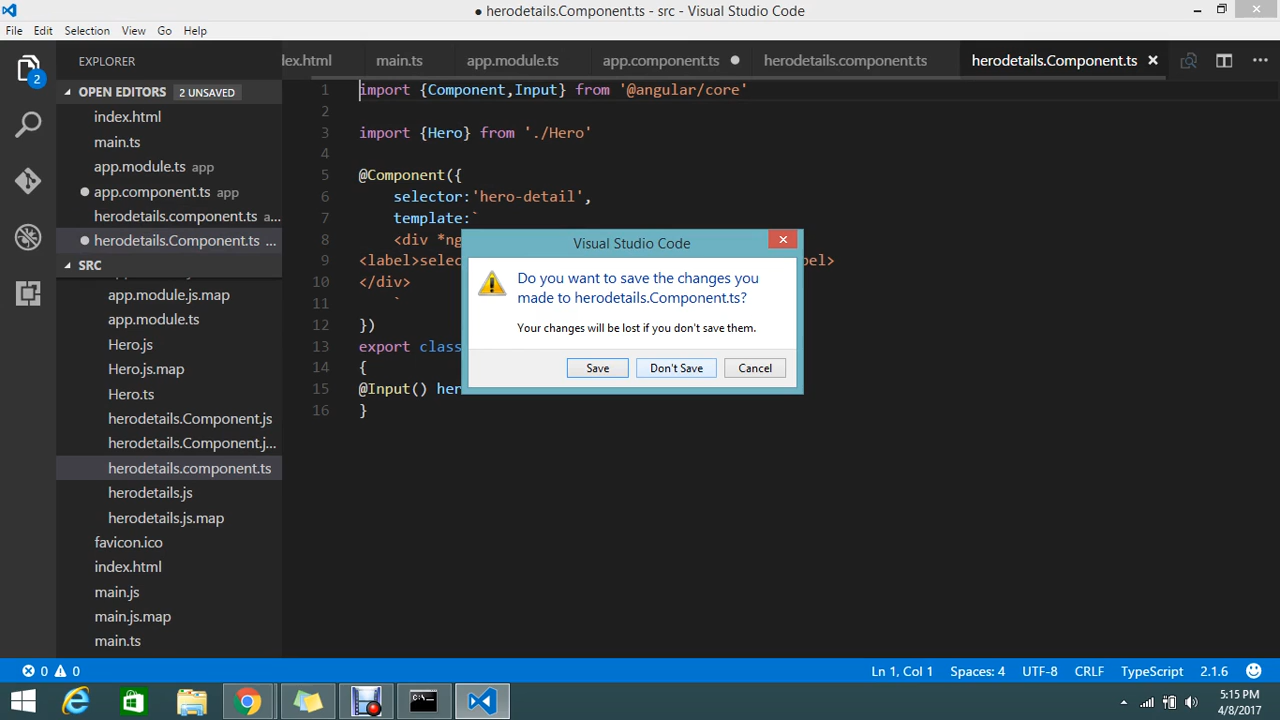 ● herodetails.Component.ts - src - Visual Studio Code
File Edit Selection View Go Help
EXPLORER
dex.html main.ts app.module.ts app.component.ts herodetails.component.ts herodetails.Component.ts
2
OPEN EDITORS 2 UNSAVED
index.html
main.ts
app.module.ts app
app.component.ts app
herodetails.component.ts a...
herodetails.Component.ts ...
SRC
app.module.js.map
app.module.ts
Hero.js
Hero.js.map
Hero.ts
herodetails.Component.js
herodetails.Component.j...
herodetails.component.ts
herodetails.js
herodetails.js.map
favicon.ico
index.html
main.js
main.js.map
main.ts
1 import {Component,Input} from '@angular/core'
2
3 import {Hero} from './Hero'
4
5 @Component({
6 selector:'hero-detail',
7 template:`
8 <div *ng
9 <label>selec bel>
10 </div>
11 `
12 })
13 export class
14 {
15 @Input() her
16 }
Visual Studio Code
Do you want to save the changes you
made to herodetails.Component.ts?
Your changes will be lost if you don't save them.
Save Don't Save Cancel
0 0 Ln 1, Col 1 Spaces: 4 UTF-8 CRLF TypeScript 2.1.6
5:15 PM
4/8/2017